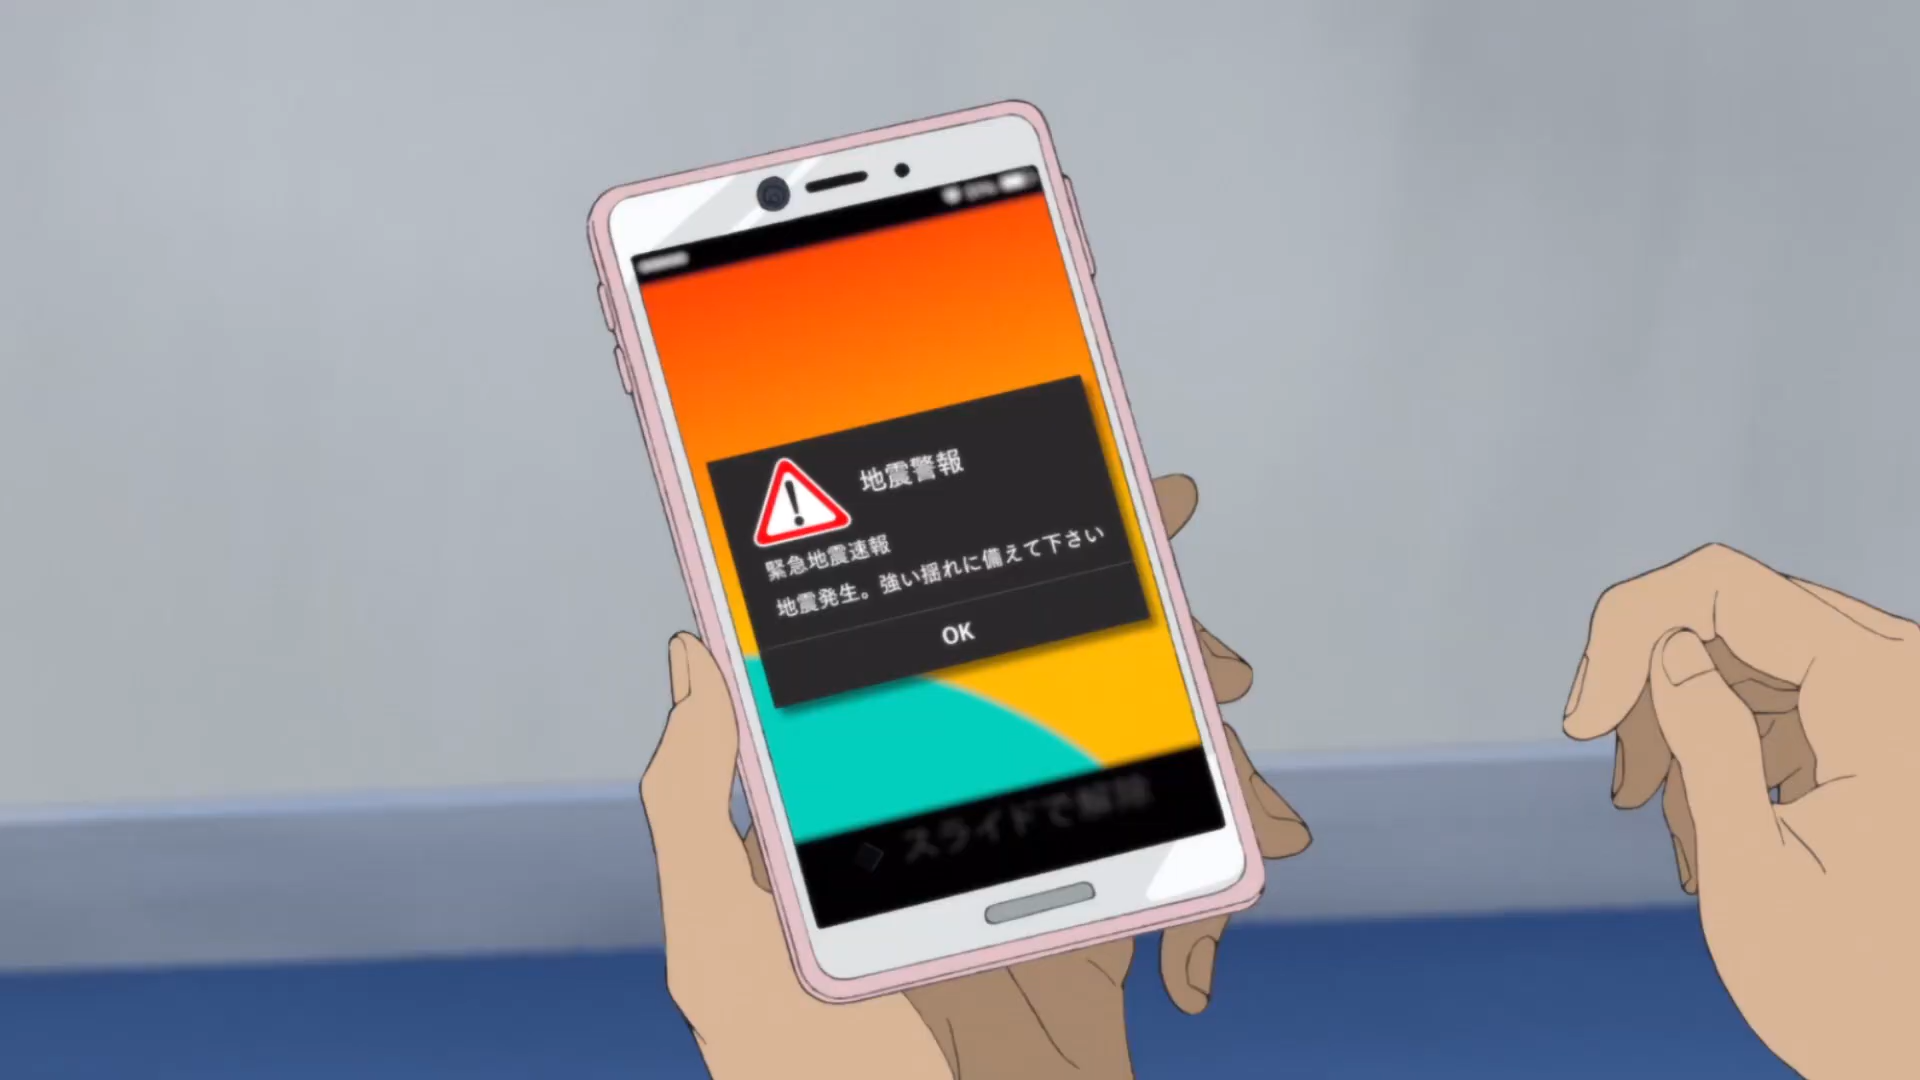 地震警報
緊急地震速報
地震発生。強い揺れに備えて下さい
OK
スライドで解除